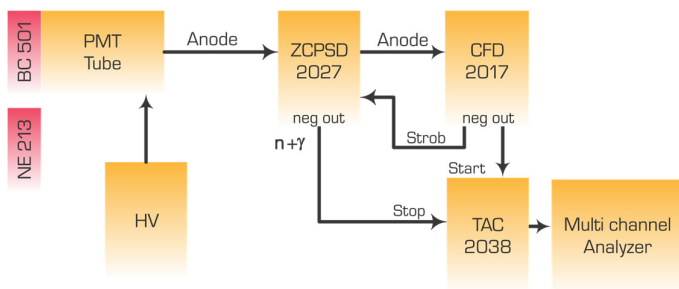 BC 501
PMT
Tube
Anode
ZCPSD
2027
neg out
Anode
CFD
2017
neg out
NE 213
n+γ
Strob
Start
HV
Stop
TAC
2038
Multi channel
Analyzer